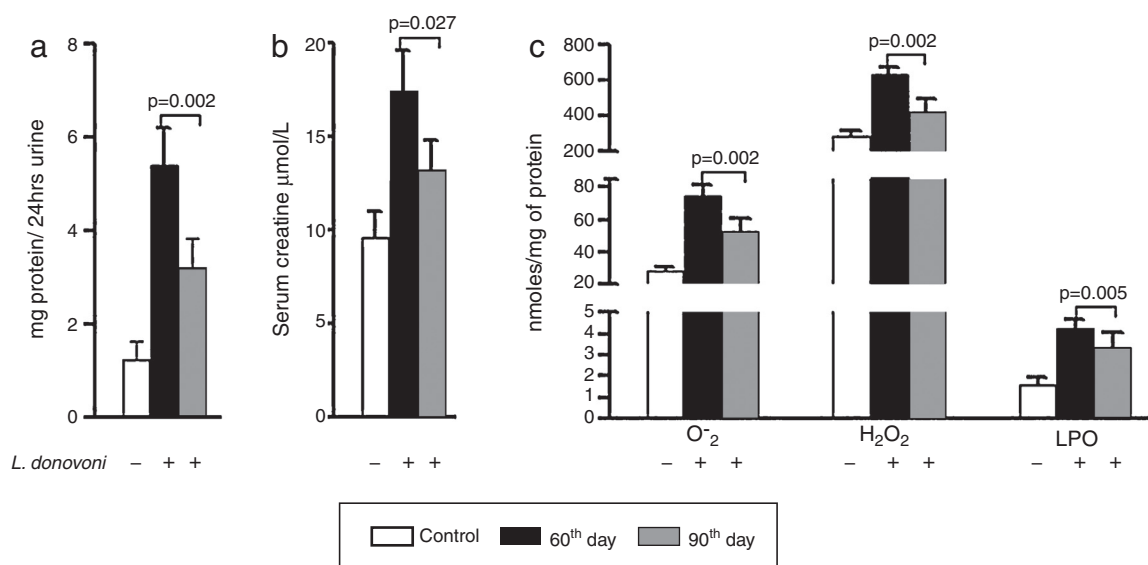 a
8
6
4
2
0
mg protein/ 24hrs urine
p=0.002
b
20
15
10
5
0
Serum creatine μmol/L
p=0.027
c
800
600
400
200
80
60
40
20
5
4
3
2
1
0
nmoles/mg of protein
p=0.002
p=0.002
p=0.005
O⁻₂ H₂O₂ LPO
L. donovoni – + + – + + – + + – + + – + +
Control 60th day 90th day